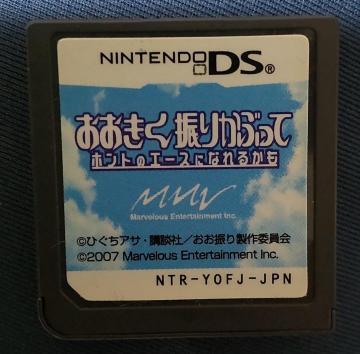 NINTENDO DS®
おおきく振りかぶって
ホントのエースになれるかも
MMV
Marvelous Entertainment Inc.
©ひぐちアサ・講談社／おお振り製作委員会
©2007 Marvelous Entertainment Inc.
NTR-YOFJ-JPN